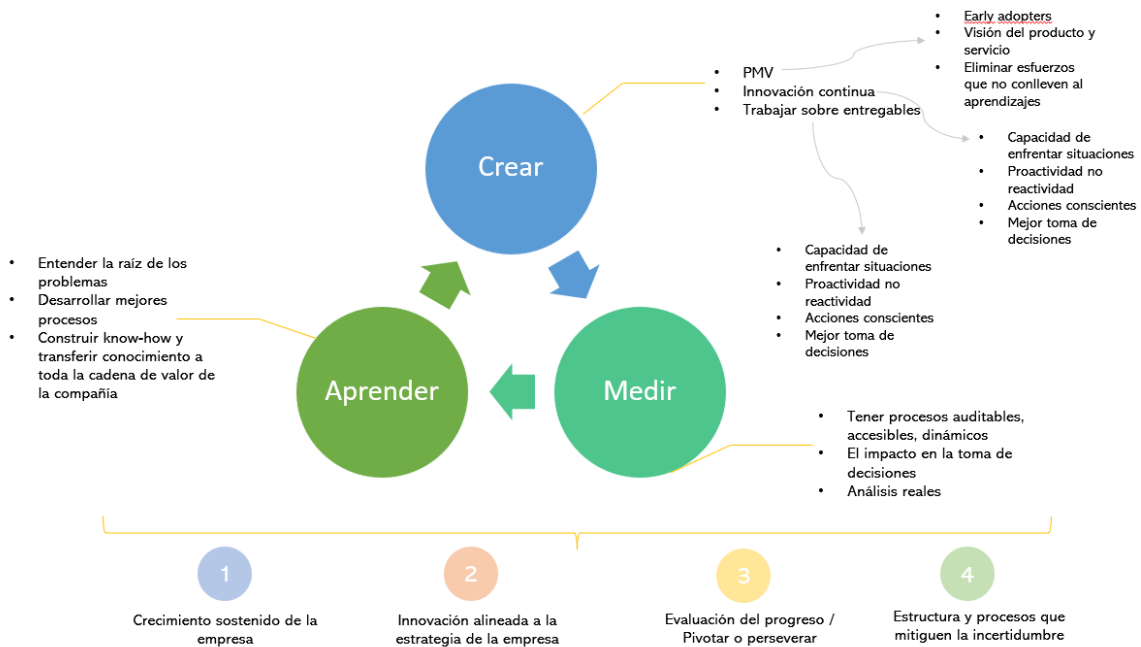 • Early adopters
• Visión del producto y
servicio
• Eliminar esfuerzos
que no conlleven al
aprendizajes
• PMV
• Innovación continua
• Trabajar sobre entregables
Crear
• Capacidad de
enfrentar situaciones
• Proactividad no
reactividad
• Acciones conscientes
• Mejor toma de
decisiones
• Capacidad de
enfrentar situaciones
• Proactividad no
reactividad
• Acciones conscientes
• Mejor toma de
decisiones
• Entender la raíz de los
problemas
• Desarrollar mejores
procesos
• Construir know-how y
transferir conocimiento a
toda la cadena de valor de
la compañía
Aprender
Medir
• Tener procesos auditables,
accesibles, dinámicos
• El impacto en la toma de
decisiones
• Análisis reales
1
Crecimiento sostenido de la
empresa
2
Innovación alineada a la
estrategia de la empresa
3
Evaluación del progreso /
Pivotar o perseverar
4
Estructura y procesos que
mitiguen la incertidumbre